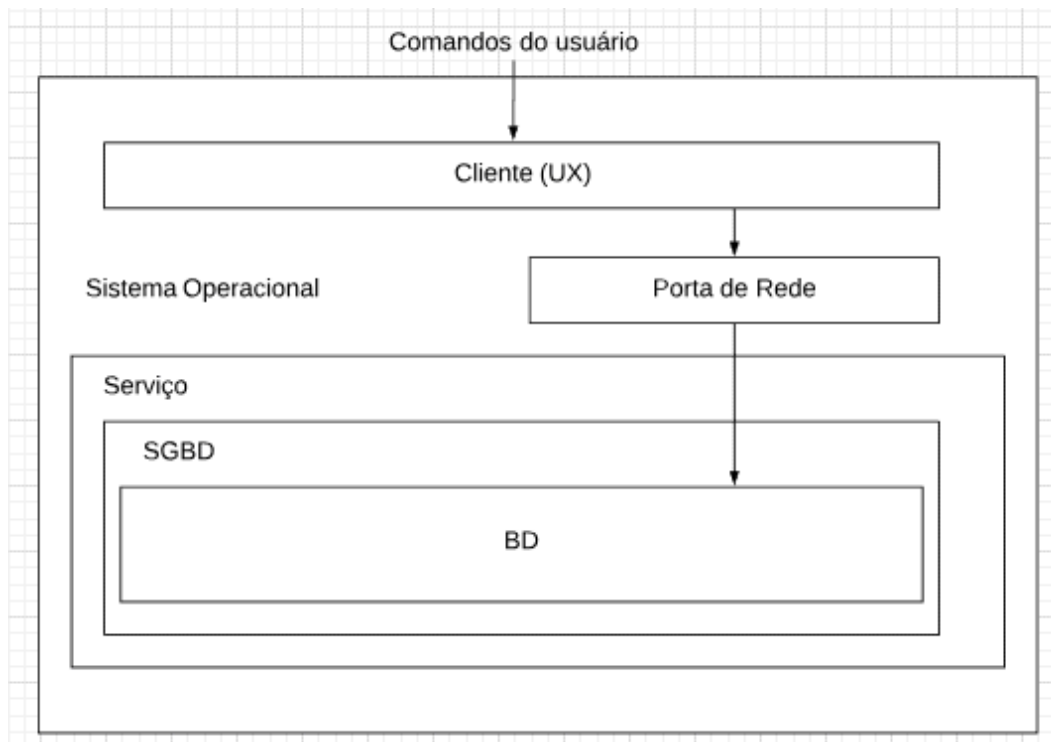 Comandos do usuário
Cliente (UX)
Sistema Operacional
Porta de Rede
Serviço
SGBD
BD